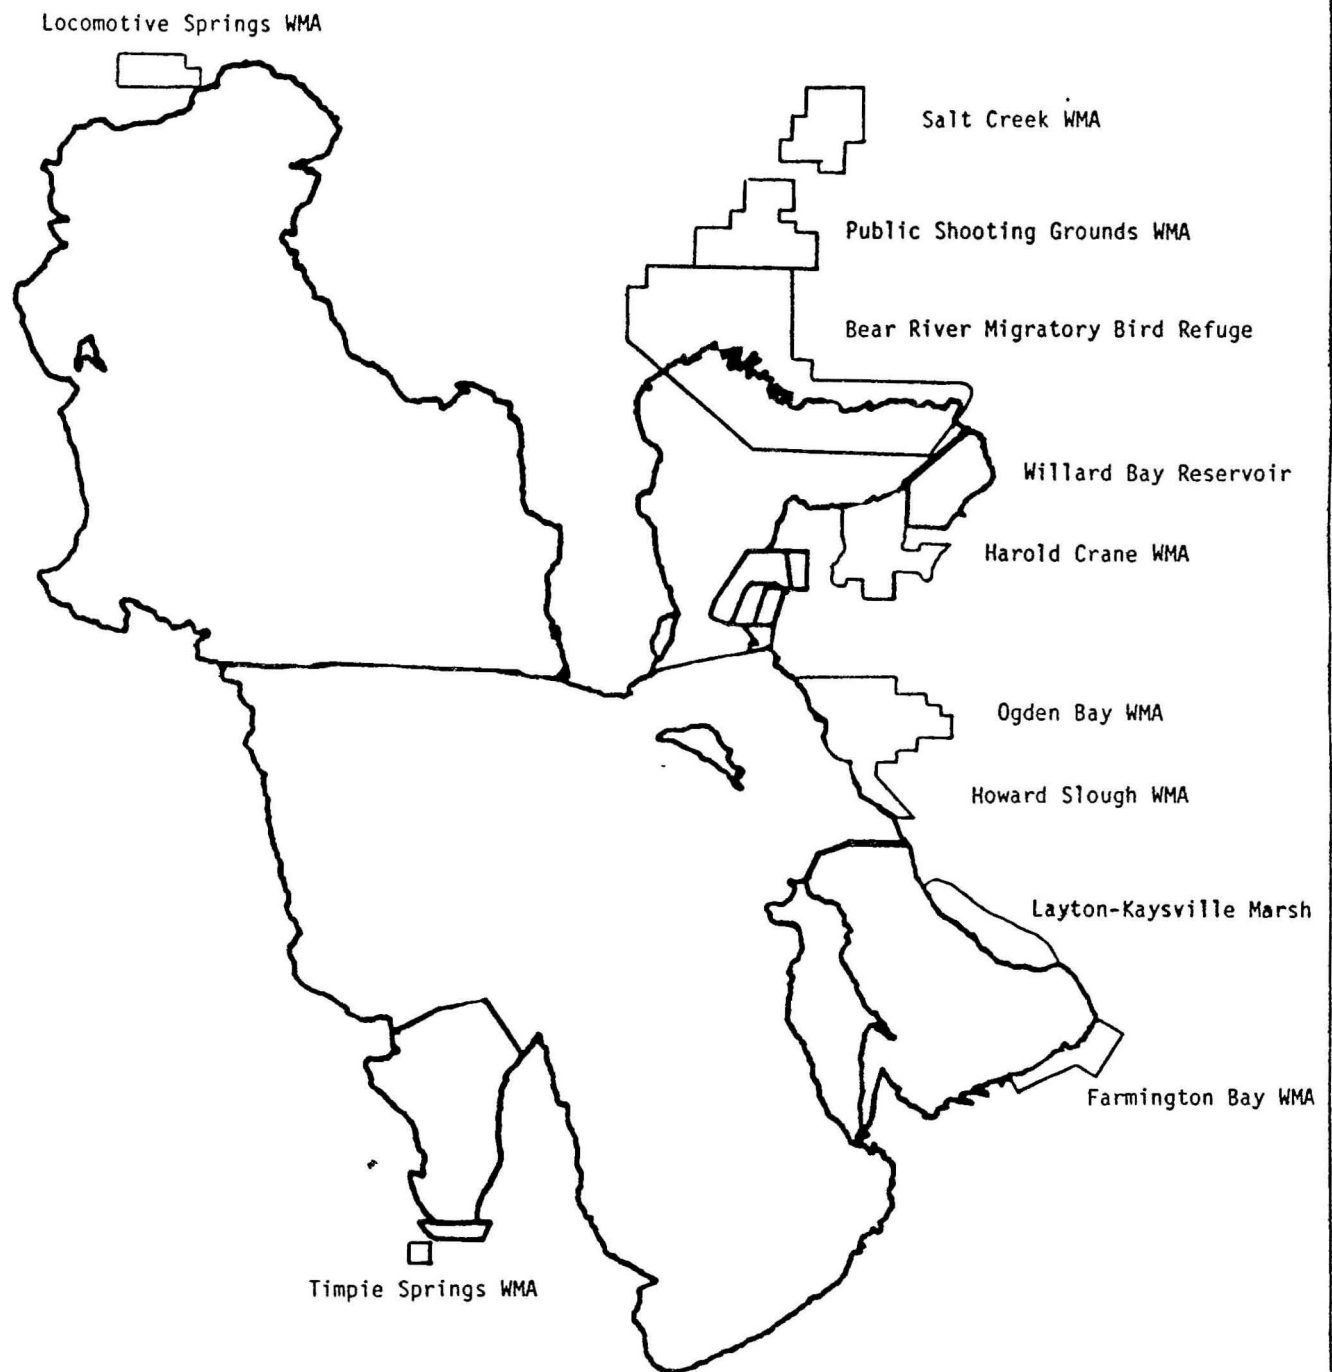 Locomotive Springs WMA
Salt Creek WMA
Public Shooting Grounds WMA
Bear River Migratory Bird Refuge
Willard Bay Reservoir
Harold Crane WMA
Ogden Bay WMA
Howard Slough WMA
Layton-Kaysville Marsh
Farmington Bay WMA
Timpie Springs WMA